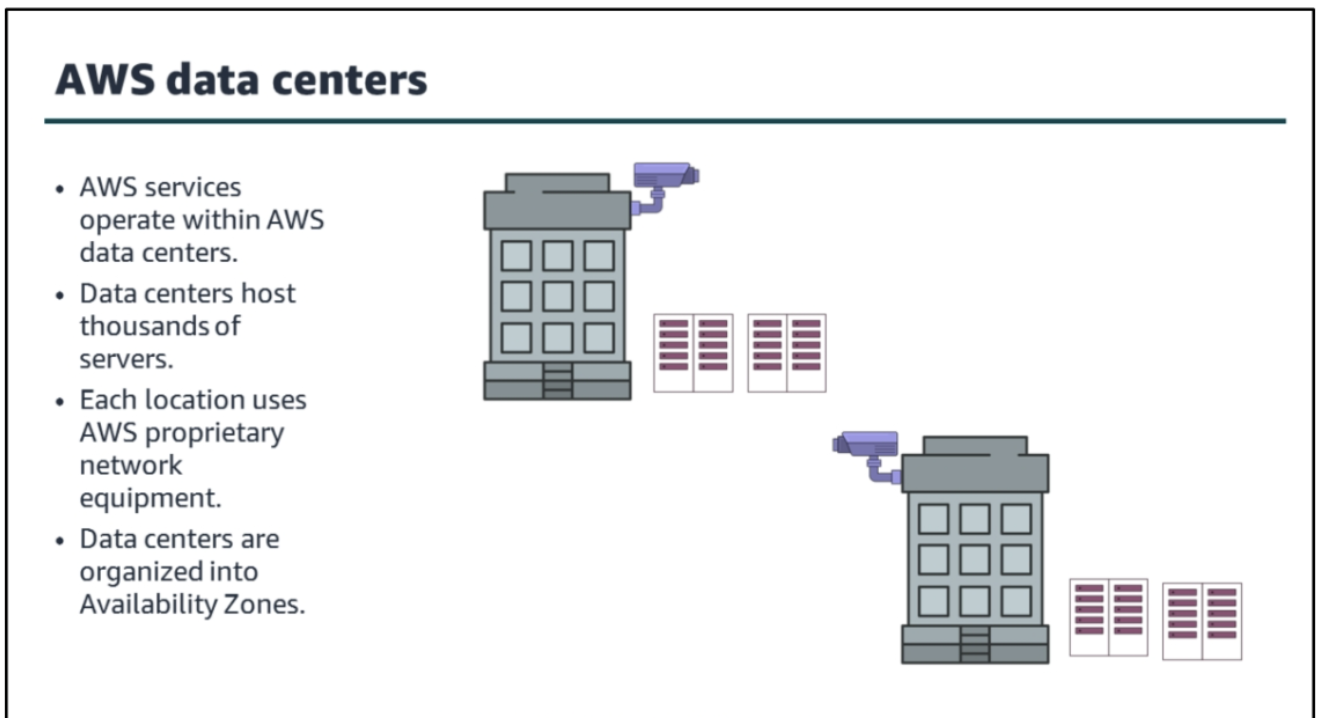 AWS data centers
• AWS services
operate within AWS
data centers.
• Data centers host
thousands of
servers.
• Each location uses
AWS proprietary
network
equipment.
• Data centers are
organized into
Availability Zones.